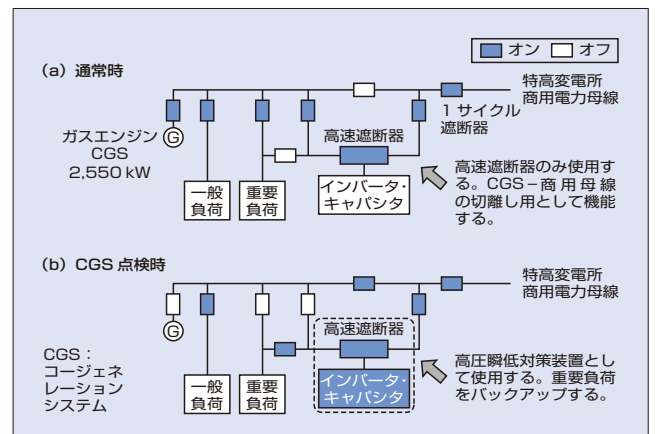 オン オフ
(a) 通常時
特高変電所
商用電力母線
1 サイクル
遮断器
ガスエンジン
CGS
2,550 kW
G
高速遮断器
インバータ・
キャパシタ
一般
負荷
重要
負荷
高速遮断器のみ使用す
る。CGS－商用母線
の切離し用として機能
する。
(b) CGS 点検時
特高変電所
商用電力母線
G
高速遮断器
CGS：
コージェネ
レーション
システム
一般
負荷
重要
負荷
インバータ・
キャパシタ
高圧瞬低対策装置とし
て使用する。重要負荷
をバックアップする。